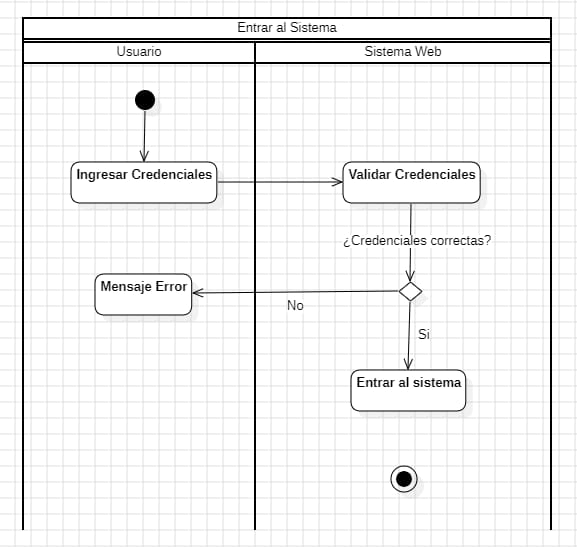 Entrar al Sistema
Usuario
Sistema Web
Ingresar Credenciales
Validar Credenciales
¿Credenciales correctas?
Mensaje Error
No
Si
Entrar al sistema